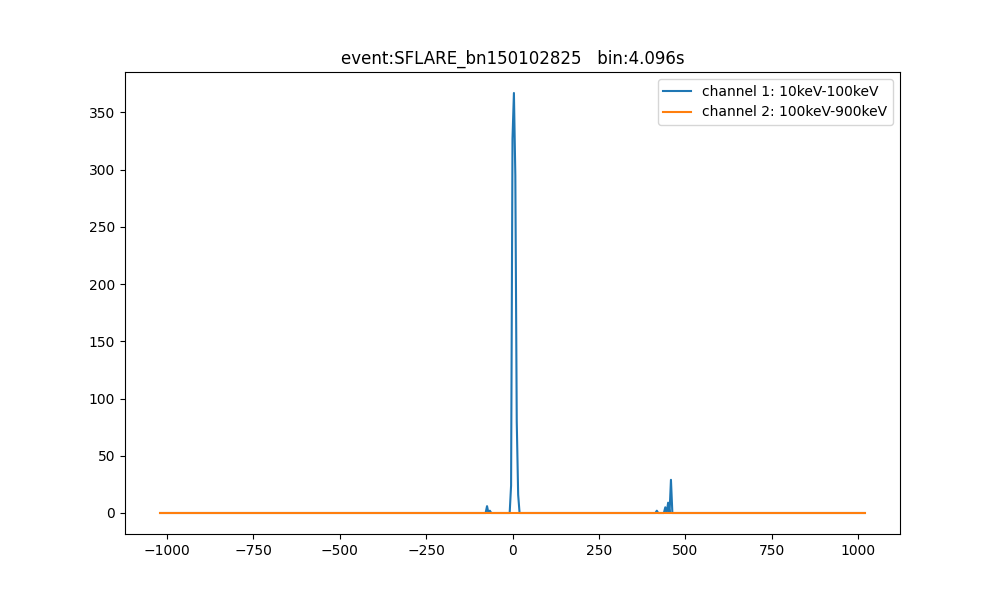 event:SFLARE_bn150102825   bin:4.096s
channel 1: 10keV-100keV
channel 2: 100keV-900keV
350
300
250
200
150
100
50
0
−1000 −750 −500 −250 0 250 500 750 1000